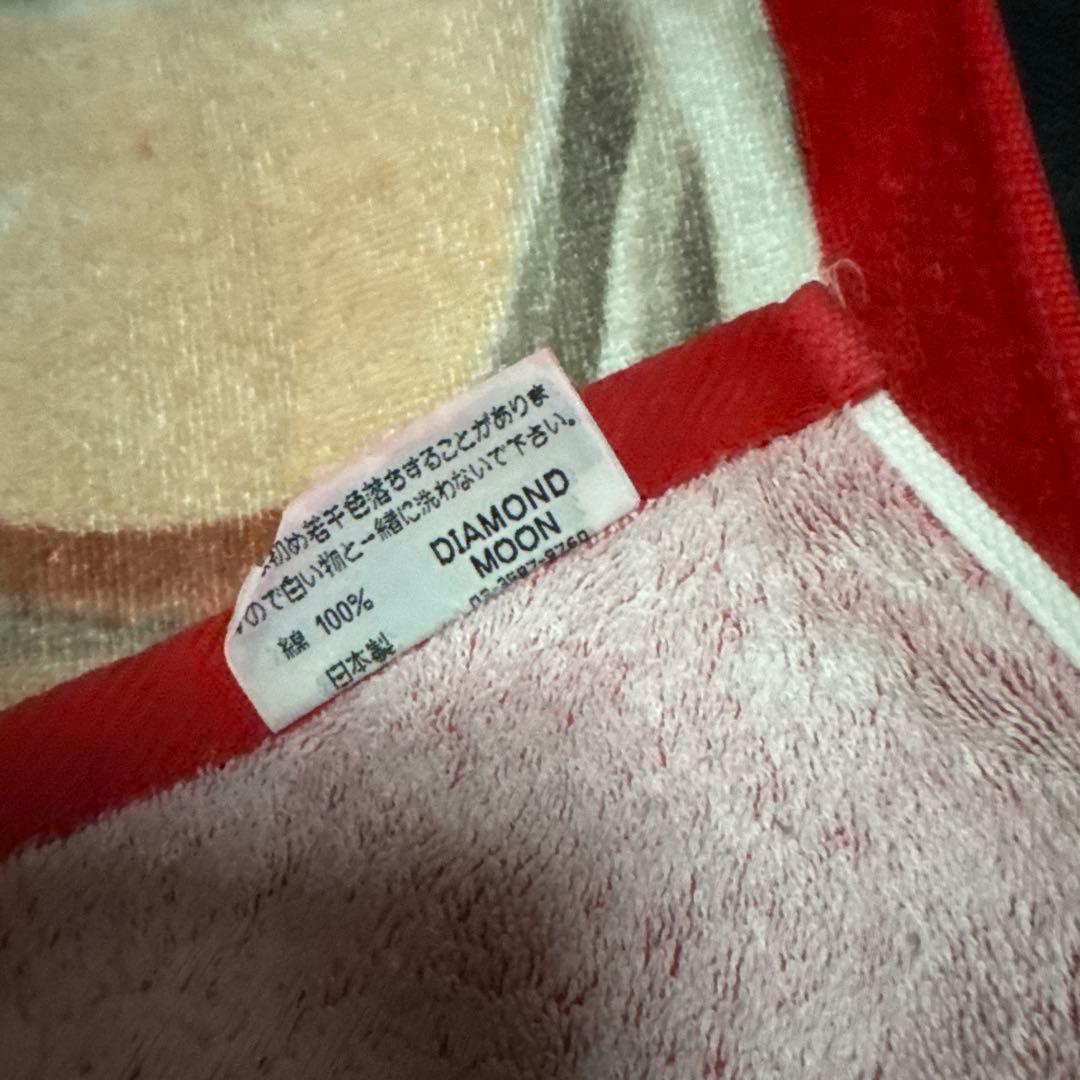 初め若干色落ちすることがありま
ので白い物と一緒に洗わないで下さい。
綿 100%
日本製
DIAMOND
MOON